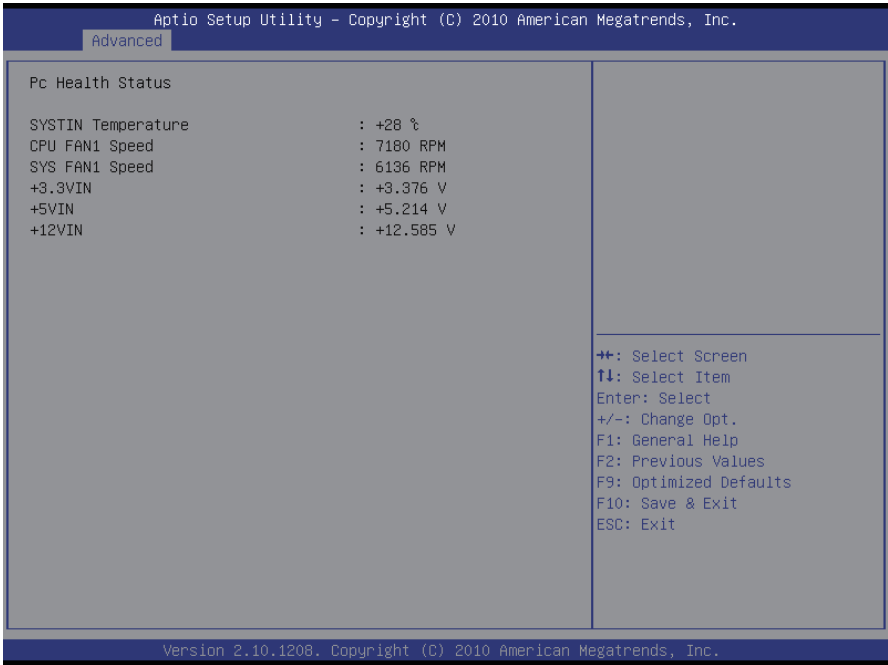 Aptio Setup Utility – Copyright (C) 2010 American Megatrends, Inc.
Advanced
Pc Health Status
SYSTIN Temperature : +28 ℃
CPU FAN1 Speed : 7180 RPM
SYS FAN1 Speed : 6136 RPM
+3.3VIN : +3.376 V
+5VIN : +5.214 V
+12VIN : +12.585 V
→←: Select Screen
↑↓: Select Item
Enter: Select
+/-: Change Opt.
F1: General Help
F2: Previous Values
F9: Optimized Defaults
F10: Save & Exit
ESC: Exit
Version 2.10.1208. Copyright (C) 2010 American Megatrends, Inc.